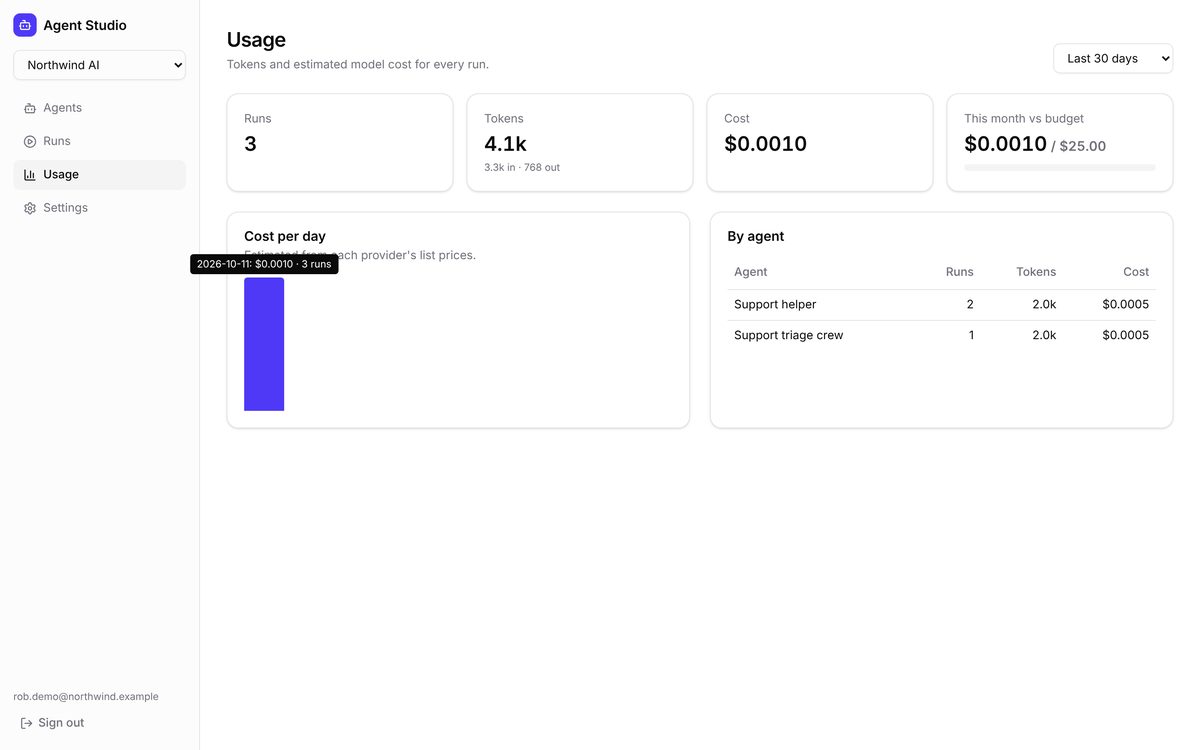 Agent Studio
Northwind AI
Agents
Runs
Usage
Settings
rob.demo@northwind.example
Sign out
Usage
Tokens and estimated model cost for every run.
Last 30 days
Runs
3
Tokens
4.1k
3.3k in · 768 out
Cost
$0.0010
This month vs budget
$0.0010 / $25.00
Cost per day
each provider's list prices.
2026-10-11: $0.0010 · 3 runs
By agent
Agent Runs Tokens Cost
Support helper 2 2.0k $0.0005
Support triage crew 1 2.0k $0.0005